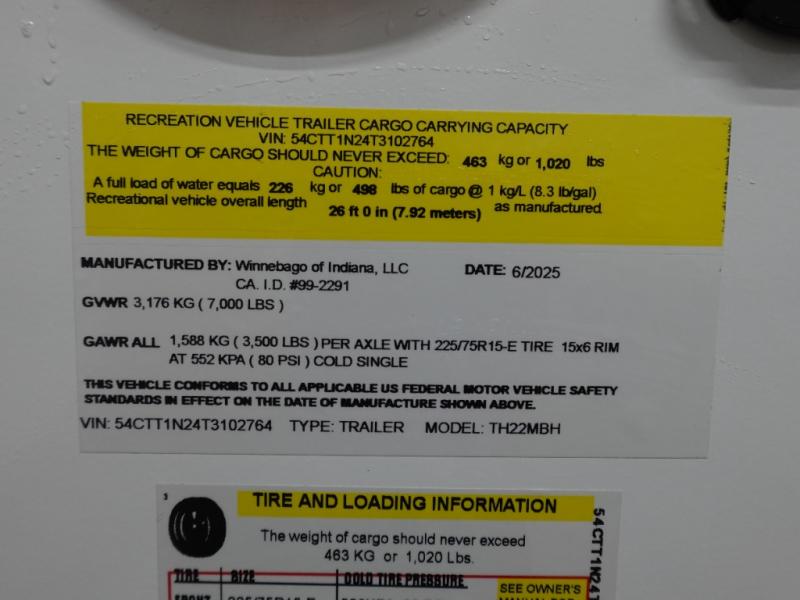 RECREATION VEHICLE TRAILER CARGO CARRYING CAPACITY
VIN: 54CTT1N24T3102764
THE WEIGHT OF CARGO SHOULD NEVER EXCEED: 463 kg or 1,020 lbs
CAUTION:
A full load of water equals 226 kg or 498 lbs of cargo @ 1 kg/L (8.3 lb/gal)
Recreational vehicle overall length 26 ft 0 in (7.92 meters) as manufactured
MANUFACTURED BY: Winnebago of Indiana, LLC DATE: 6/2025
CA. I.D. #99-2291
GVWR 3,176 KG ( 7,000 LBS )
GAWR ALL 1,588 KG ( 3,500 LBS ) PER AXLE WITH 225/75R15-E TIRE 15x6 RIM
AT 552 KPA ( 80 PSI ) COLD SINGLE
THIS VEHICLE CONFORMS TO ALL APPLICABLE US FEDERAL MOTOR VEHICLE SAFETY
STANDARDS IN EFFECT ON THE DATE OF MANUFACTURE SHOWN ABOVE.
VIN: 54CTT1N24T3102764 TYPE: TRAILER MODEL: TH22MBH
3
TIRE AND LOADING INFORMATION
The weight of cargo should never exceed
463 KG or 1,020 Lbs.
TIRE SIZE COLD TIRE PRESSURE
SEE OWNER'S
54CTT1N24T